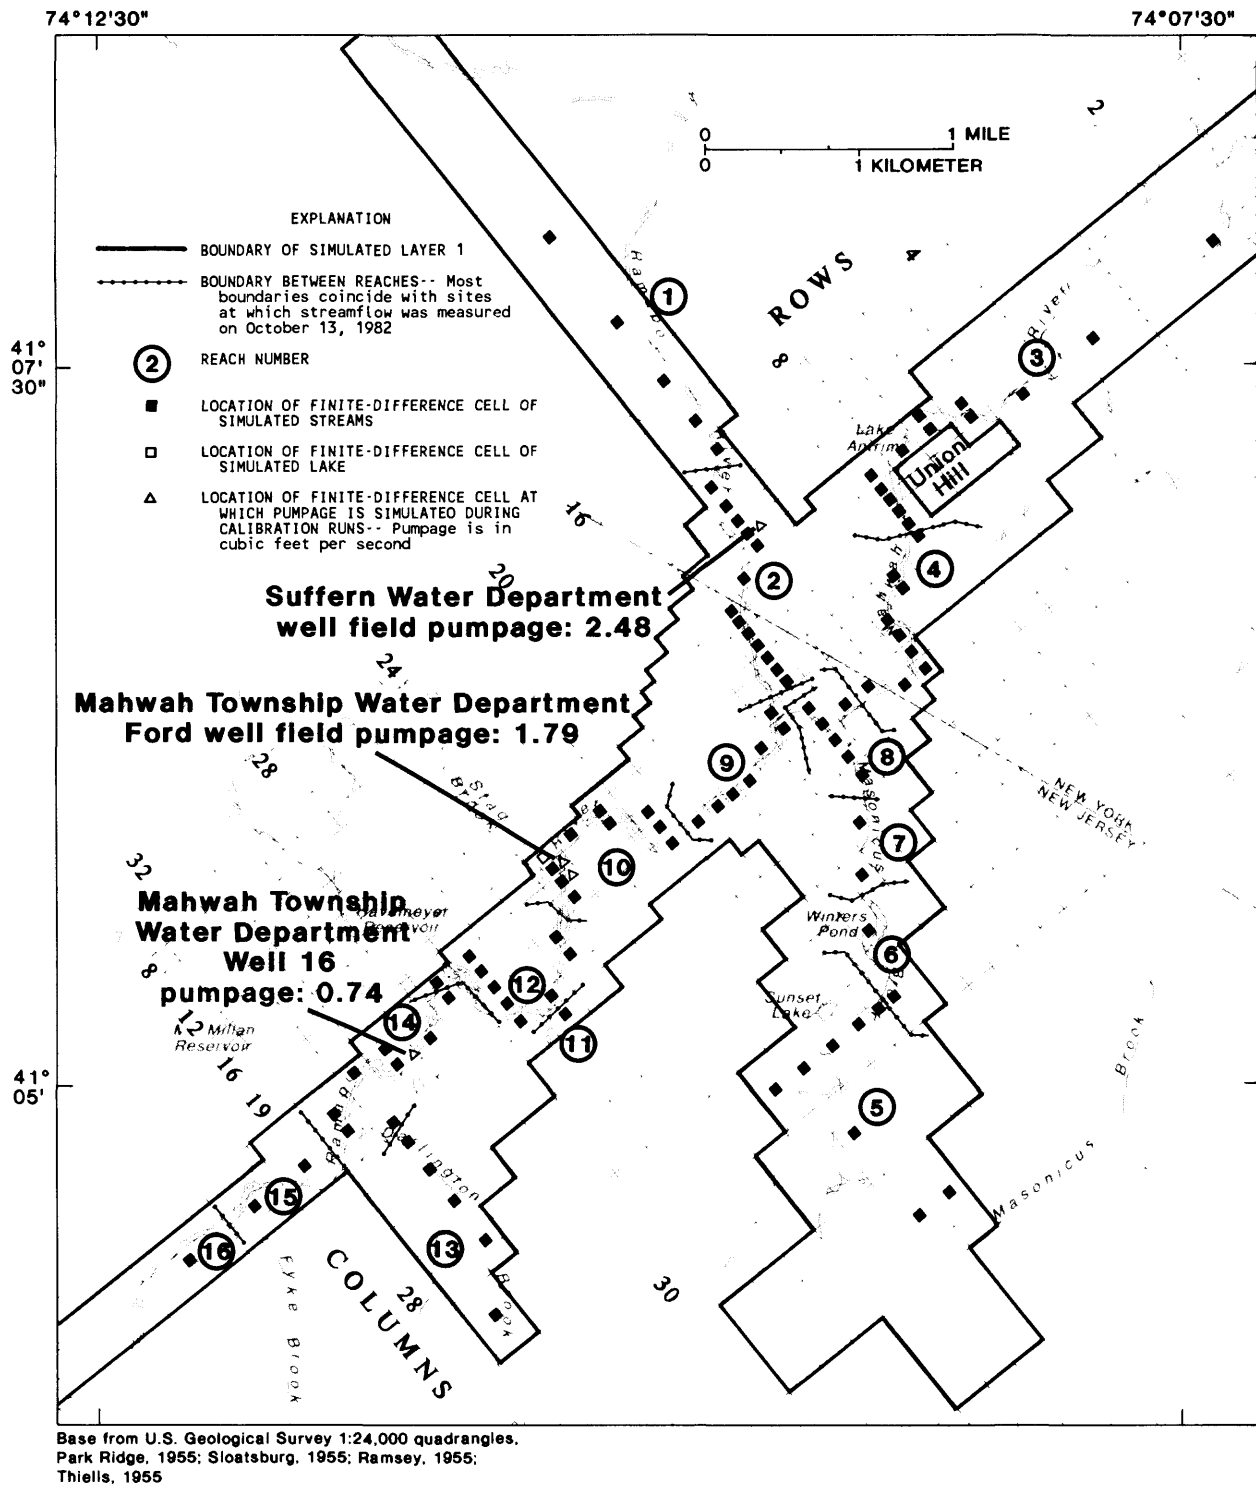 74°12'30"
74°07'30"
2
0 1 MILE
0 1 KILOMETER
EXPLANATION
BOUNDARY OF SIMULATED LAYER 1
BOUNDARY BETWEEN REACHES-- Most
boundaries coincide with sites
at which streamflow was measured
on October 13, 1982
2 REACH NUMBER
LOCATION OF FINITE-DIFFERENCE CELL OF
SIMULATED STREAMS
LOCATION OF FINITE-DIFFERENCE CELL OF
SIMULATED LAKE
LOCATION OF FINITE-DIFFERENCE CELL AT
WHICH PUMPAGE IS SIMULATED DURING
CALIBRATION RUNS-- Pumpage is in
cubic feet per second
41°
07'
30"
1
ROWS
4
8
River
3
Lake
Antrim
Union
Hill
16
20
2
4
Suffern Water Department
well field pumpage: 2.48
24
Mahwah Township Water Department
Ford well field pumpage: 1.79
28
9
8
NEW YORK
NEW JERSEY
Stag
Brook
Masonicus
7
10
32
Mahwah Township
Water Department
Well 16
pumpage: 0.74
Reservoir
Winters
Pond
6
8
12
Sunset
Lake
12
14
11
Reservoir
16
19
Brook
41°
05'
5
Darlington
Masonicus
15
13
16
Brook
COLUMNS
28
30
Fyke Brook
Base from U.S. Geological Survey 1:24,000 quadrangles,
Park Ridge, 1955; Sloatsburg, 1955; Ramsey, 1955;
Thiells, 1955